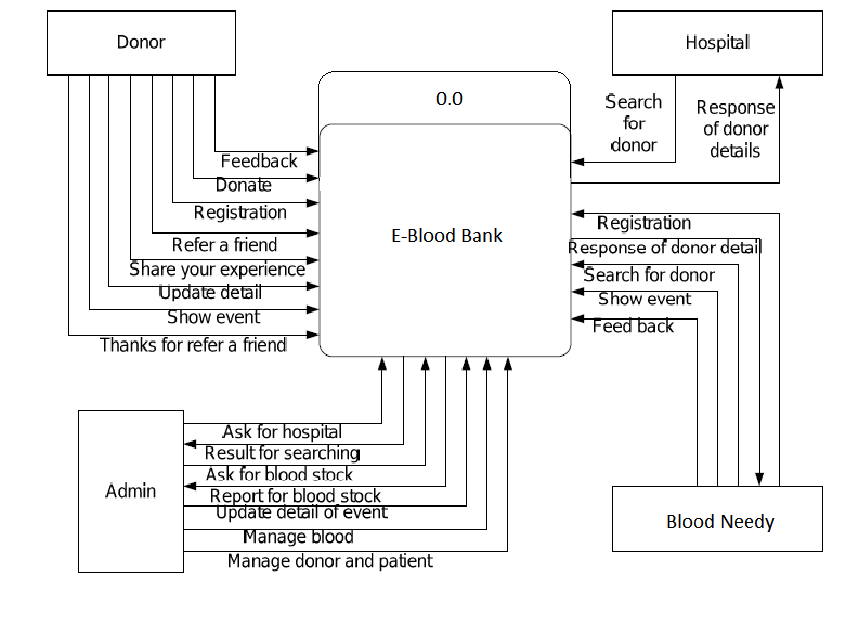 Donor
Hospital
0.0
Search
for
donor
Response
of donor
details
Feedback
Donate
Registration
Refer a friend
Share your experience
Update detail
Show event
Thanks for refer a friend
E-Blood Bank
Registration
Response of donor detail
Search for donor
Show event
Feed back
Admin
Ask for hospital
Result for searching
Ask for blood stock
Report for blood stock
Update detail of event
Manage blood
Manage donor and patient
Blood Needy